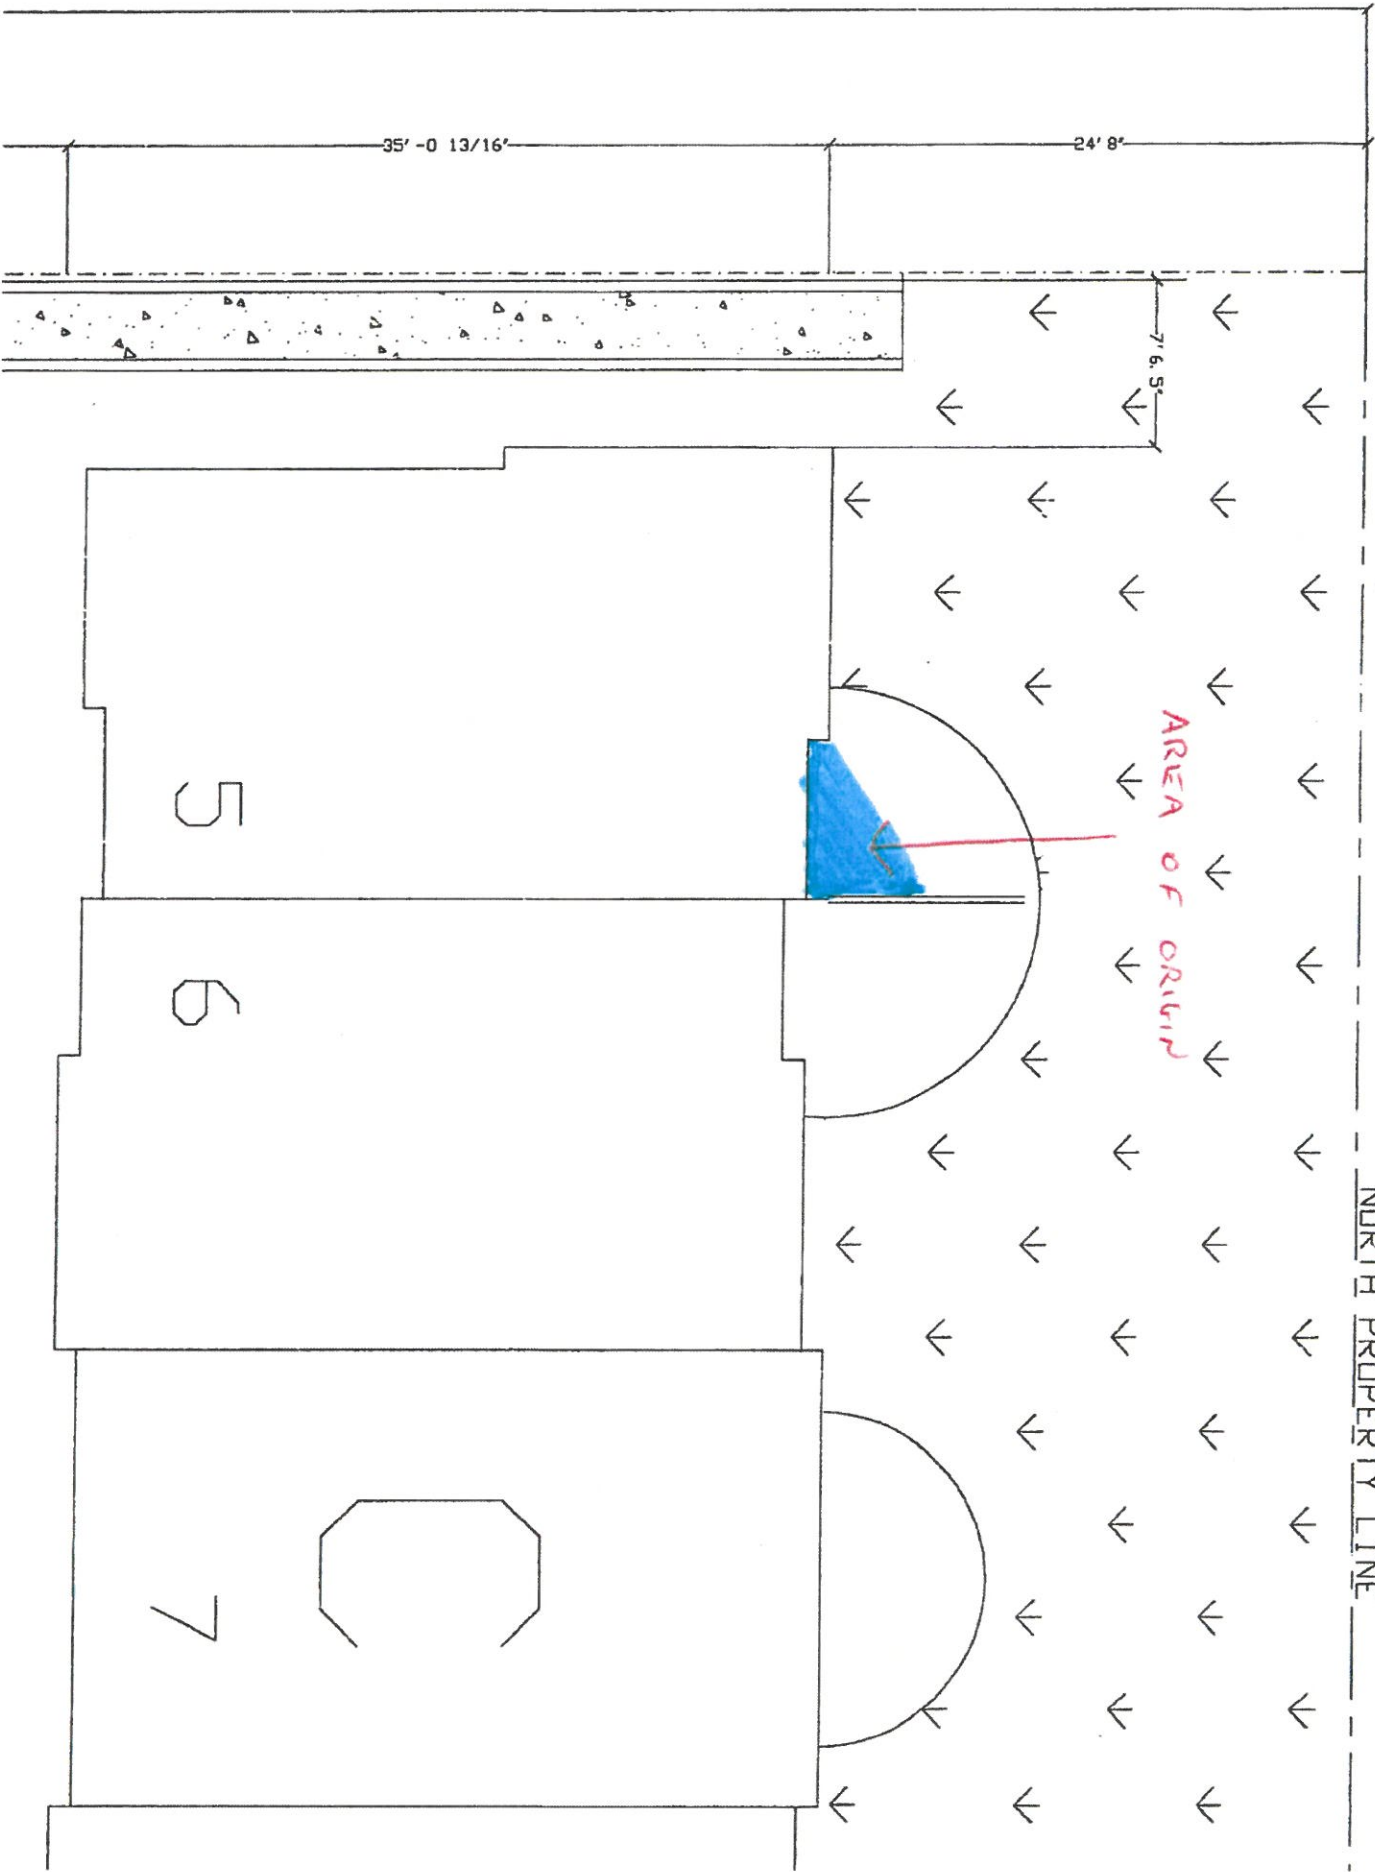 35' -0 13/16"
24' 8"
7' 6.5"
AREA OF ORIGIN
NORTH PROPERTY LINE
5
6
7
C